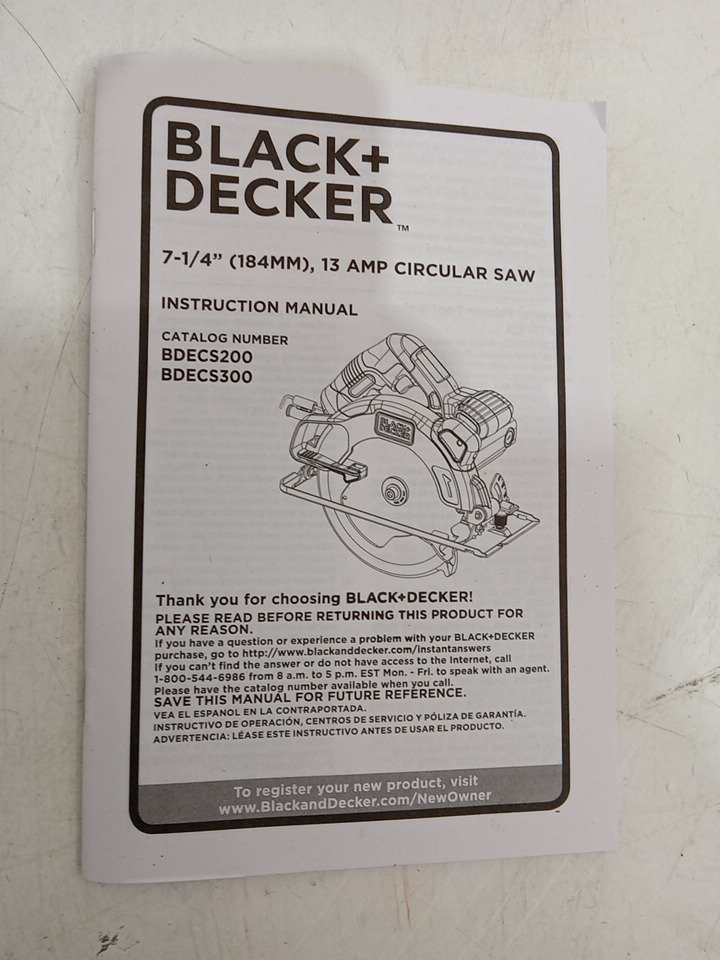 BLACK+
DECKER™
7-1/4” (184MM), 13 AMP CIRCULAR SAW
INSTRUCTION MANUAL
CATALOG NUMBER
BDECS200
BDECS300
BLACK+
DECKER
Thank you for choosing BLACK+DECKER!
PLEASE READ BEFORE RETURNING THIS PRODUCT FOR
ANY REASON.
If you have a question or experience a problem with your BLACK+DECKER
purchase, go to http://www.blackanddecker.com/instantanswers
If you can’t find the answer or do not have access to the Internet, call
1-800-544-6986 from 8 a.m. to 5 p.m. EST Mon. - Fri. to speak with an agent.
Please have the catalog number available when you call.
SAVE THIS MANUAL FOR FUTURE REFERENCE.
VEA EL ESPANOL EN LA CONTRAPORTADA.
INSTRUCTIVO DE OPERACIÓN, CENTROS DE SERVICIO Y PÓLIZA DE GARANTÍA.
ADVERTENCIA: LÉASE ESTE INSTRUCTIVO ANTES DE USAR EL PRODUCTO.
To register your new product, visit
www.BlackandDecker.com/NewOwner